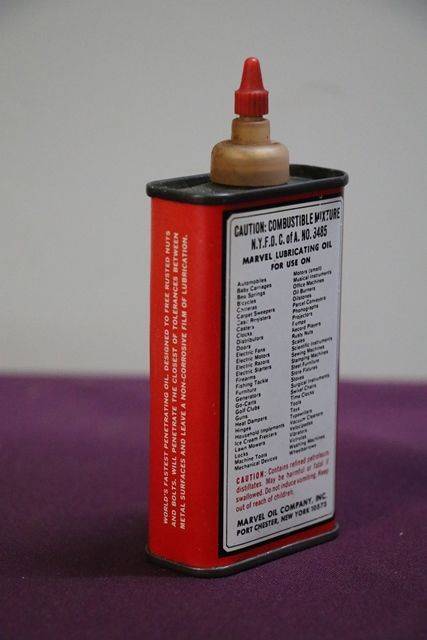 WORLD'S FASTEST PENETRATING OIL. DESIGNED TO FREE RUSTED NUTS
AND BOLTS. WILL PENETRATE THE CLOSEST OF TOLERANCES BETWEEN
METAL SURFACES AND LEAVE A NON-CORROSIVE FILM OF LUBRICATION.
CAUTION: COMBUSTIBLE MIXTURE
N.Y.F.D. C. of A. NO. 3485
MARVEL LUBRICATING OIL
FOR USE ON
Automobiles
Baby Carriages
Bed Springs
Bicycles
Cameras
Carpet Sweepers
Cash Registers
Casters
Clocks
Distributors
Doors
Electric Fans
Electric Motors
Electric Razors
Electric Starters
Firearms
Fishing Tackle
Furniture
Generators
Go-Carts
Golf Clubs
Guns
Heat Dampers
Hinges
Household Implements
Ice Cream Freezers
Lawn Mowers
Locks
Machine Tools
Mechanical Devices
Motors (small)
Musical Instruments
Office Machines
Oil Burners
Oilstones
Parcel Conveyors
Phonographs
Projectors
Pumps
Record Players
Rusty Nuts
Scales
Scientific Instruments
Sewing Machines
Stamping Machines
Steel Furniture
Store Fixtures
Stoves
Surgical Instruments
Swivel Chairs
Time Clocks
Tools
Toys
Typewriters
Vacuum Cleaners
Velocipedes
Vibrators
Victrolas
Washing Machines
Wheelbarrows
CAUTION: Contains refined petroleum
distillates. May be harmful or fatal if
swallowed. Do not induce vomiting. Keep
out of reach of children.
MARVEL OIL COMPANY, INC.
PORT CHESTER, NEW YORK 10573